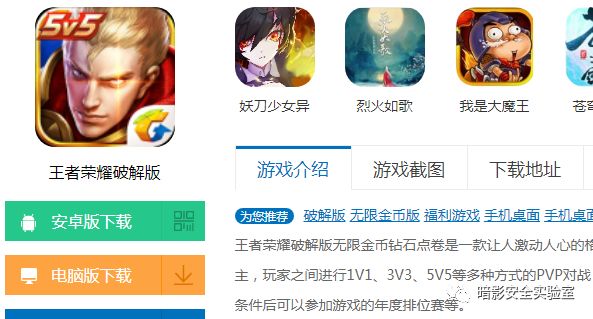 5v5
王者荣耀破解版
安卓版下载
电脑版下载
妖刀少女异
烈火如歌
我是大魔王
苍穹
游戏介绍
游戏截图
下载地址
为您推荐 破解版 无限金币版 福利游戏 手机桌面 手机桌面
王者荣耀破解版无限金币钻石点卷是一款让人激动人心的格
主，玩家之间进行1V1、3V3、5V5等多种方式的PVP对战
条件后可以参加游戏的年度排位赛等。
暗影安全实验室